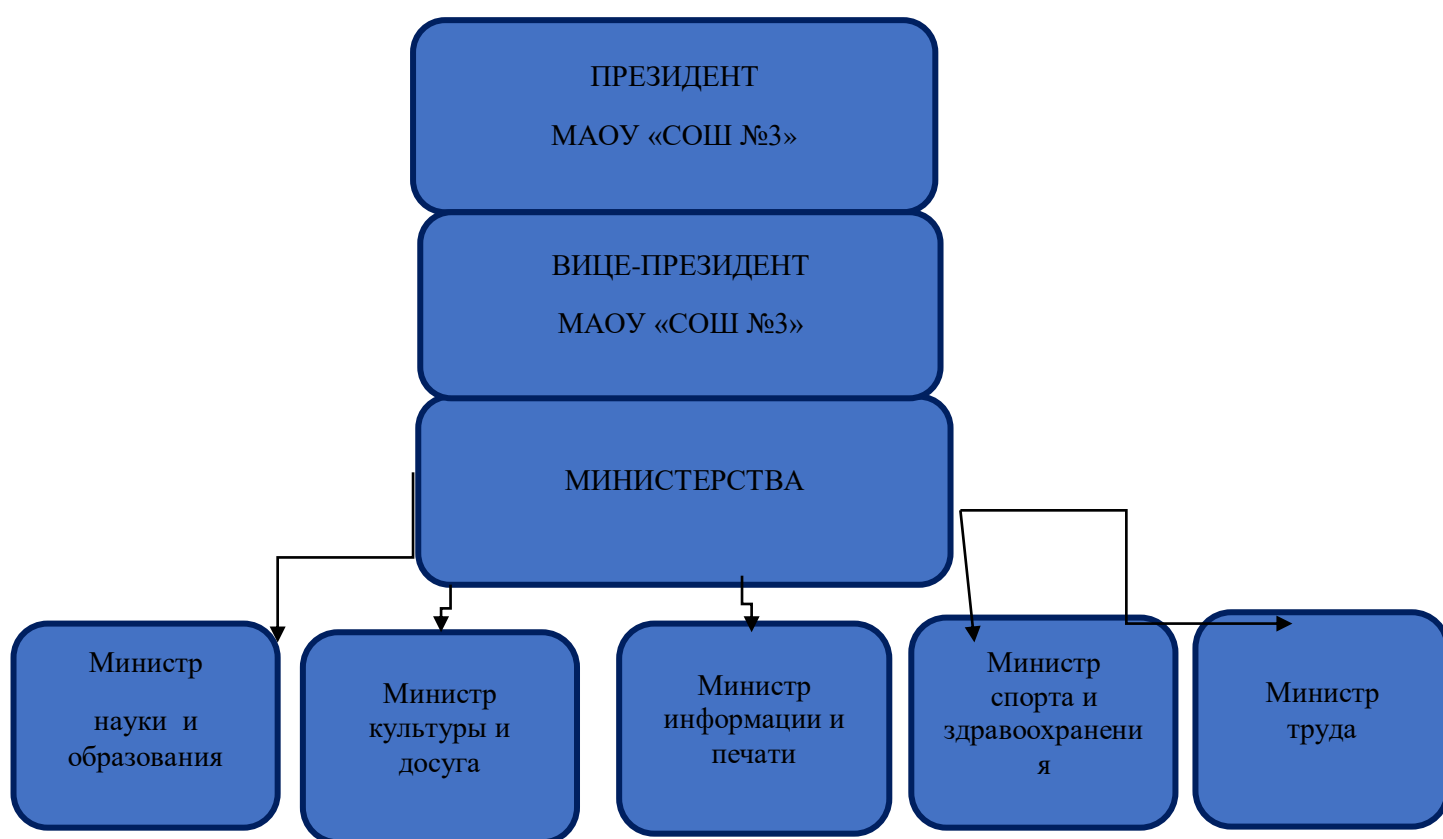 ПРЕЗИДЕНТ
МАОУ «СОШ №3»
ВИЦЕ-ПРЕЗИДЕНТ
МАОУ «СОШ №3»
МИНИСТЕРСТВА
Министр
науки и
образования
Министр
культуры и
досуга
Министр
информации и
печати
Министр
спорта и
здравоохранени
я
Министр
труда